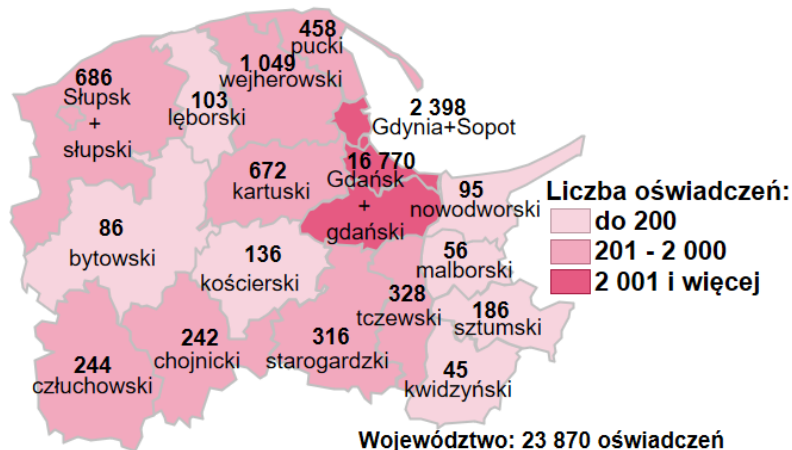 458
pucki
1 049
wejherowski
686
Słupsk
+
słupski
103
lęborski
2 398
Gdynia+Sopot
672
kartuski
16 770
Gdańsk
+
gdański
95
nowodworski
86
bytowski
136
kościerski
56
malborski
328
tczewski
186
sztumski
244
człuchowski
242
chojnicki
316
starogardzki
45
kwidzyński
Liczba oświadczeń:
do 200
201 - 2 000
2 001 i więcej
Województwo: 23 870 oświadczeń